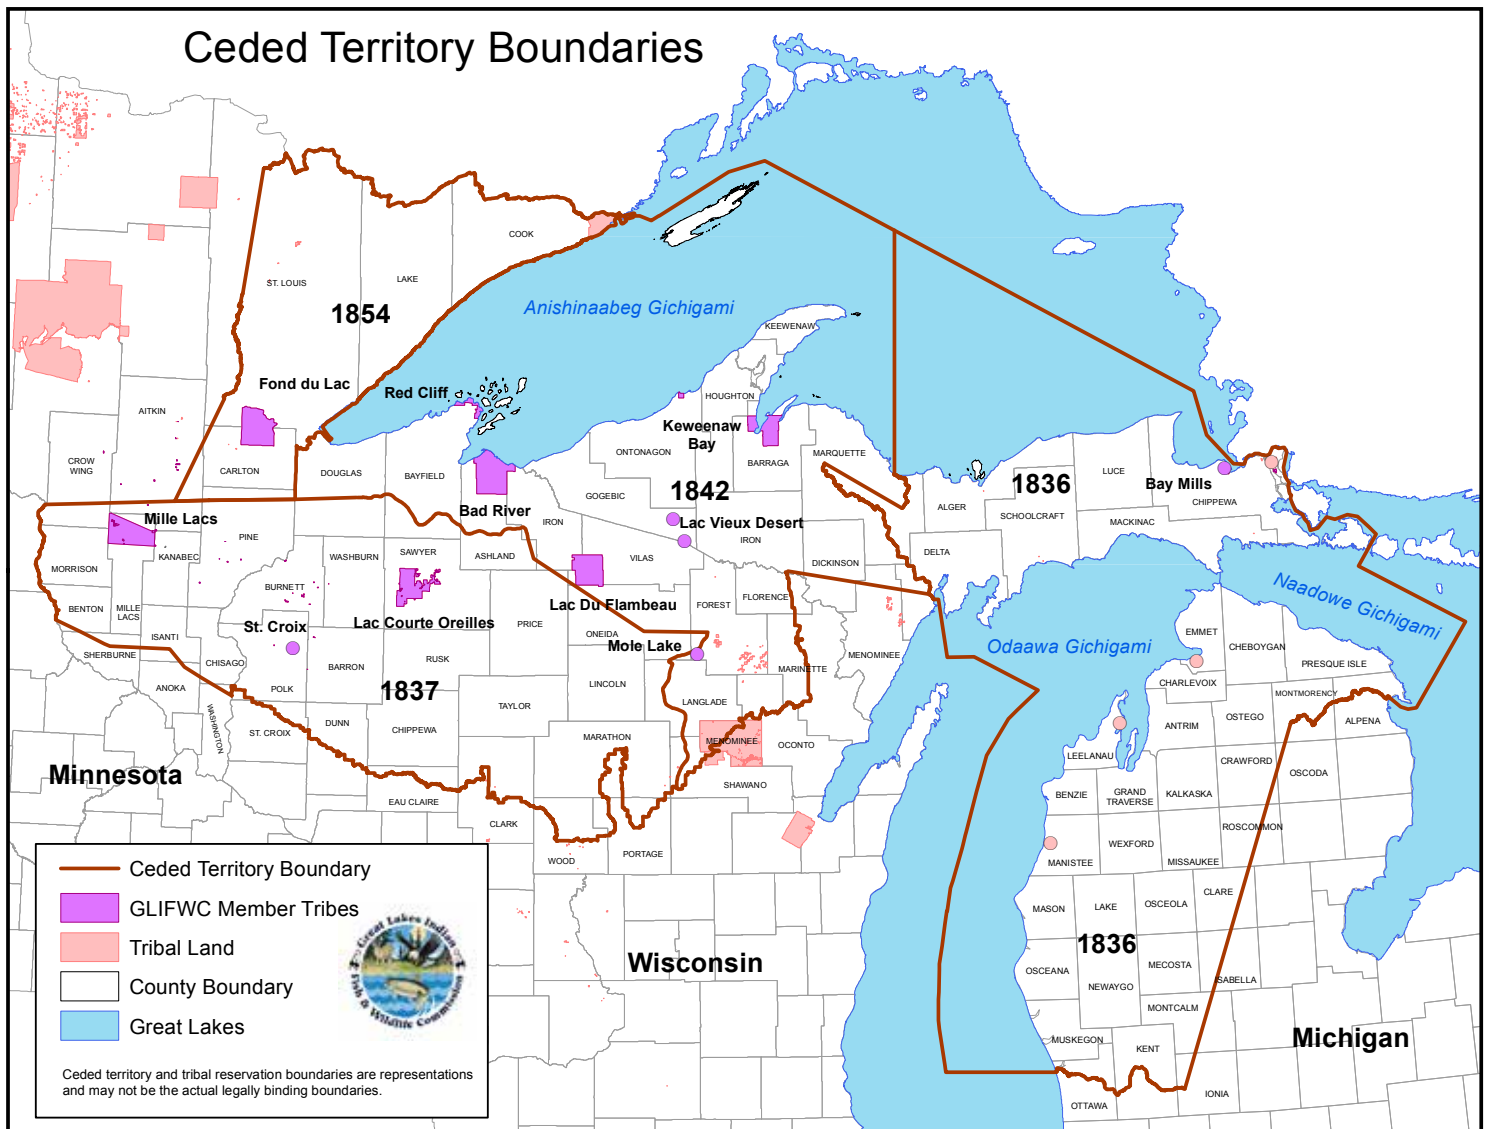 Ceded Territory Boundaries
COOK
ST. LOUIS
LAKE
1854
Anishinaabeg Gichigami
KEEWENAW
Fond du Lac
Red Cliff
HOUGHTON
AITKIN
Keweenaw
Bay
MARQUETTE
CROW
WING
CARLTON
DOUGLAS
BAYFIELD
ONTONAGON
BARRAGA
LUCE
GOGEBIC
1842
1836
Bay Mills
CHIPPEWA
ALGER
SCHOOLCRAFT
MACKINAC
Mille Lacs
Bad River
IRON
Lac Vieux Desert
IRON
PINE
KANABEC
WASHBURN
SAWYER
ASHLAND
VILAS
DICKINSON
DELTA
MORRISON
BURNETT
Naadowe Gichigami
BENTON
MILLE
LACS
St. Croix
Lac Courte Oreilles
PRICE
Lac Du Flambeau
FOREST
FLORENCE
ISANTI
ONEIDA
Mole Lake
EMMET
CHEBOYGAN
SHERBURNE
CHISAGO
BARRON
RUSK
MARINETTE
MENOMINEE
Odaawa Gichigami
PRESQUE ISLE
ANOKA
POLK
1837
LINCOLN
CHARLEVOIX
MONTMORENCY
WASHINGTON
TAYLOR
LANGLADE
ANTRIM
OSTEGO
ALPENA
ST. CROIX
DUNN
CHIPPEWA
MARATHON
MENOMINEE
OCONTO
LEELANAU
CRAWFORD
OSCODA
Minnesota
SHAWANO
BENZIE
GRAND
TRAVERSE
KALKASKA
EAU CLAIRE
CLARK
ROSCOMMON
WOOD
PORTAGE
WEXFORD
MANISTEE
MISSAUKEE
Ceded Territory Boundary
GLIFWC Member Tribes
Tribal Land
County Boundary
Great Lakes
Great Lakes Indian
Fish & Wildlife Commission
Ceded territory and tribal reservation boundaries are representations
and may not be the actual legally binding boundaries.
Wisconsin
MASON
LAKE
OSCEOLA
CLARE
1836
OSCEANA
MECOSTA
NEWAYGO
ISABELLA
MONTCALM
MUSKEGON
KENT
Michigan
OTTAWA
IONIA